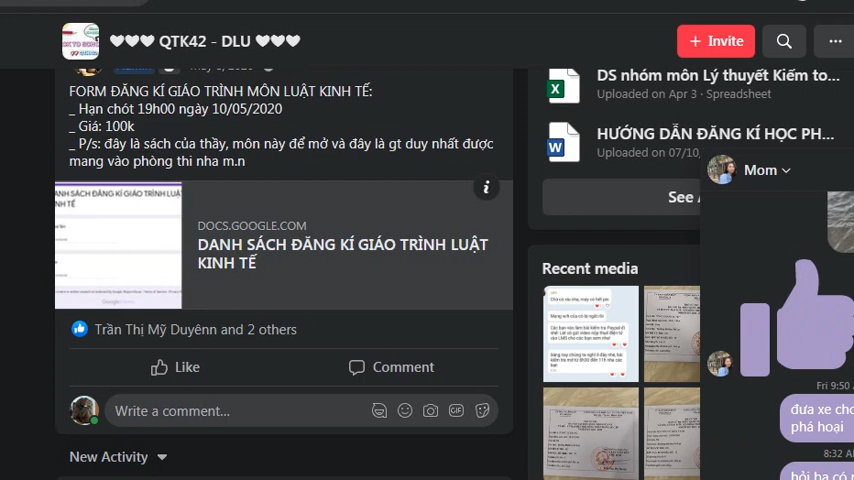 ♥♥♥ QTK42 - DLU ♥♥♥
+ Invite
FORM ĐĂNG KÍ GIÁO TRÌNH MÔN LUẬT KINH TẾ:
_ Hạn chót 19h00 ngày 10/05/2020
_ Giá: 100k
_ P/s: đây là sách của thầy, môn này để mở và đây là gt duy nhất được
mang vào phòng thi nha m.n
DOCS.GOOGLE.COM
DANH SÁCH ĐĂNG KÍ GIÁO TRÌNH LUẬT
KINH TẾ
Trần Thị Mỹ Duyênn and 2 others
Like
Comment
Write a comment...
GIF
New Activity
DS nhóm môn Lý thuyết Kiểm to...
Uploaded on Apr 3 · Spreadsheet
HƯỚNG DẪN ĐĂNG KÍ HỌC PH...
Uploaded on 07/10,
See
Recent media
Mom
Fri 9:50
đưa xe cho
phá hoại
8:32
hỏi ba có